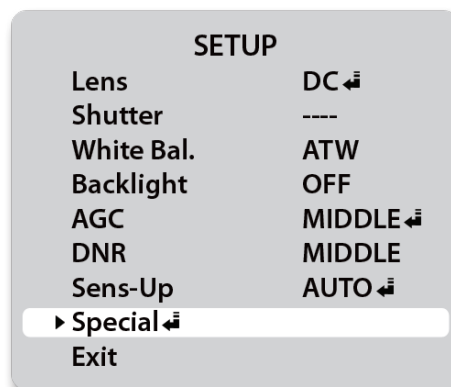 SETUP
Lens DC↲
Shutter ----
White Bal. ATW
Backlight OFF
AGC MIDDLE↲
DNR MIDDLE
Sens-Up AUTO↲
▸ Special↲
Exit